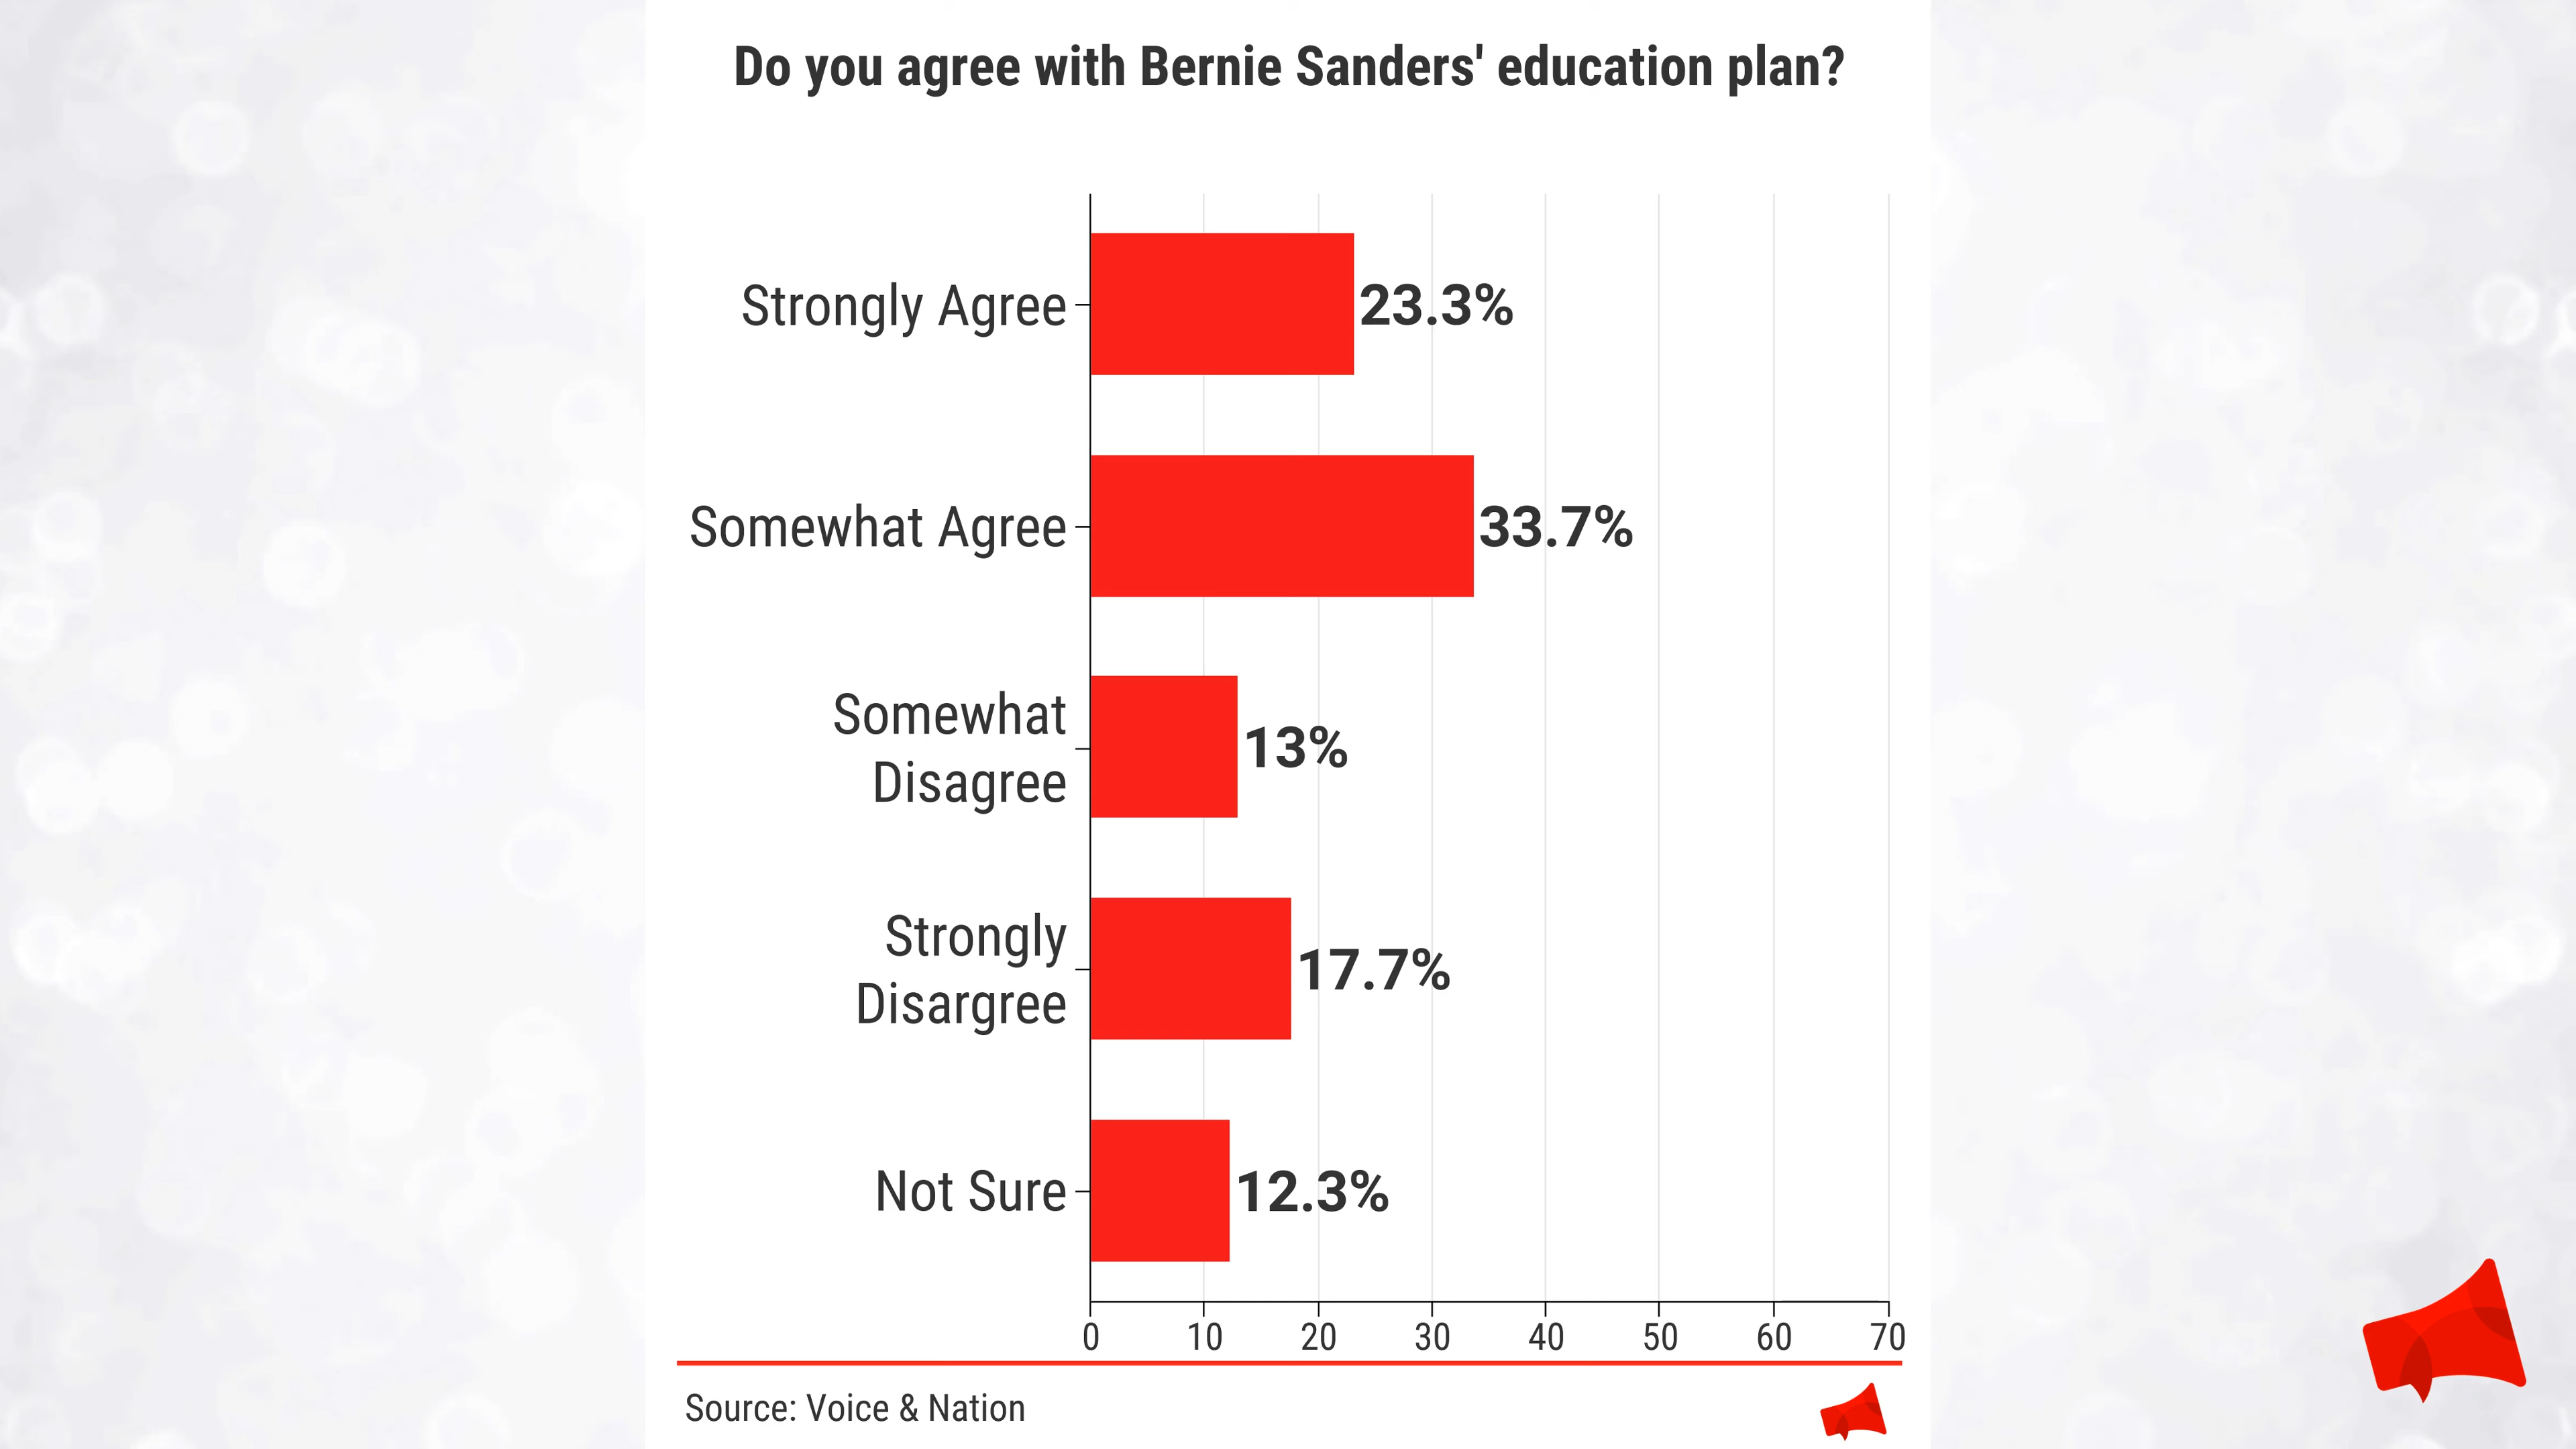 Do you agree with Bernie Sanders' education plan?
Strongly Agree
23.3%
Somewhat Agree
33.7%
Somewhat
Disagree
13%
Strongly
Disargree
17.7%
Not Sure
12.3%
0 10 20 30 40 50 60 70
Source: Voice & Nation